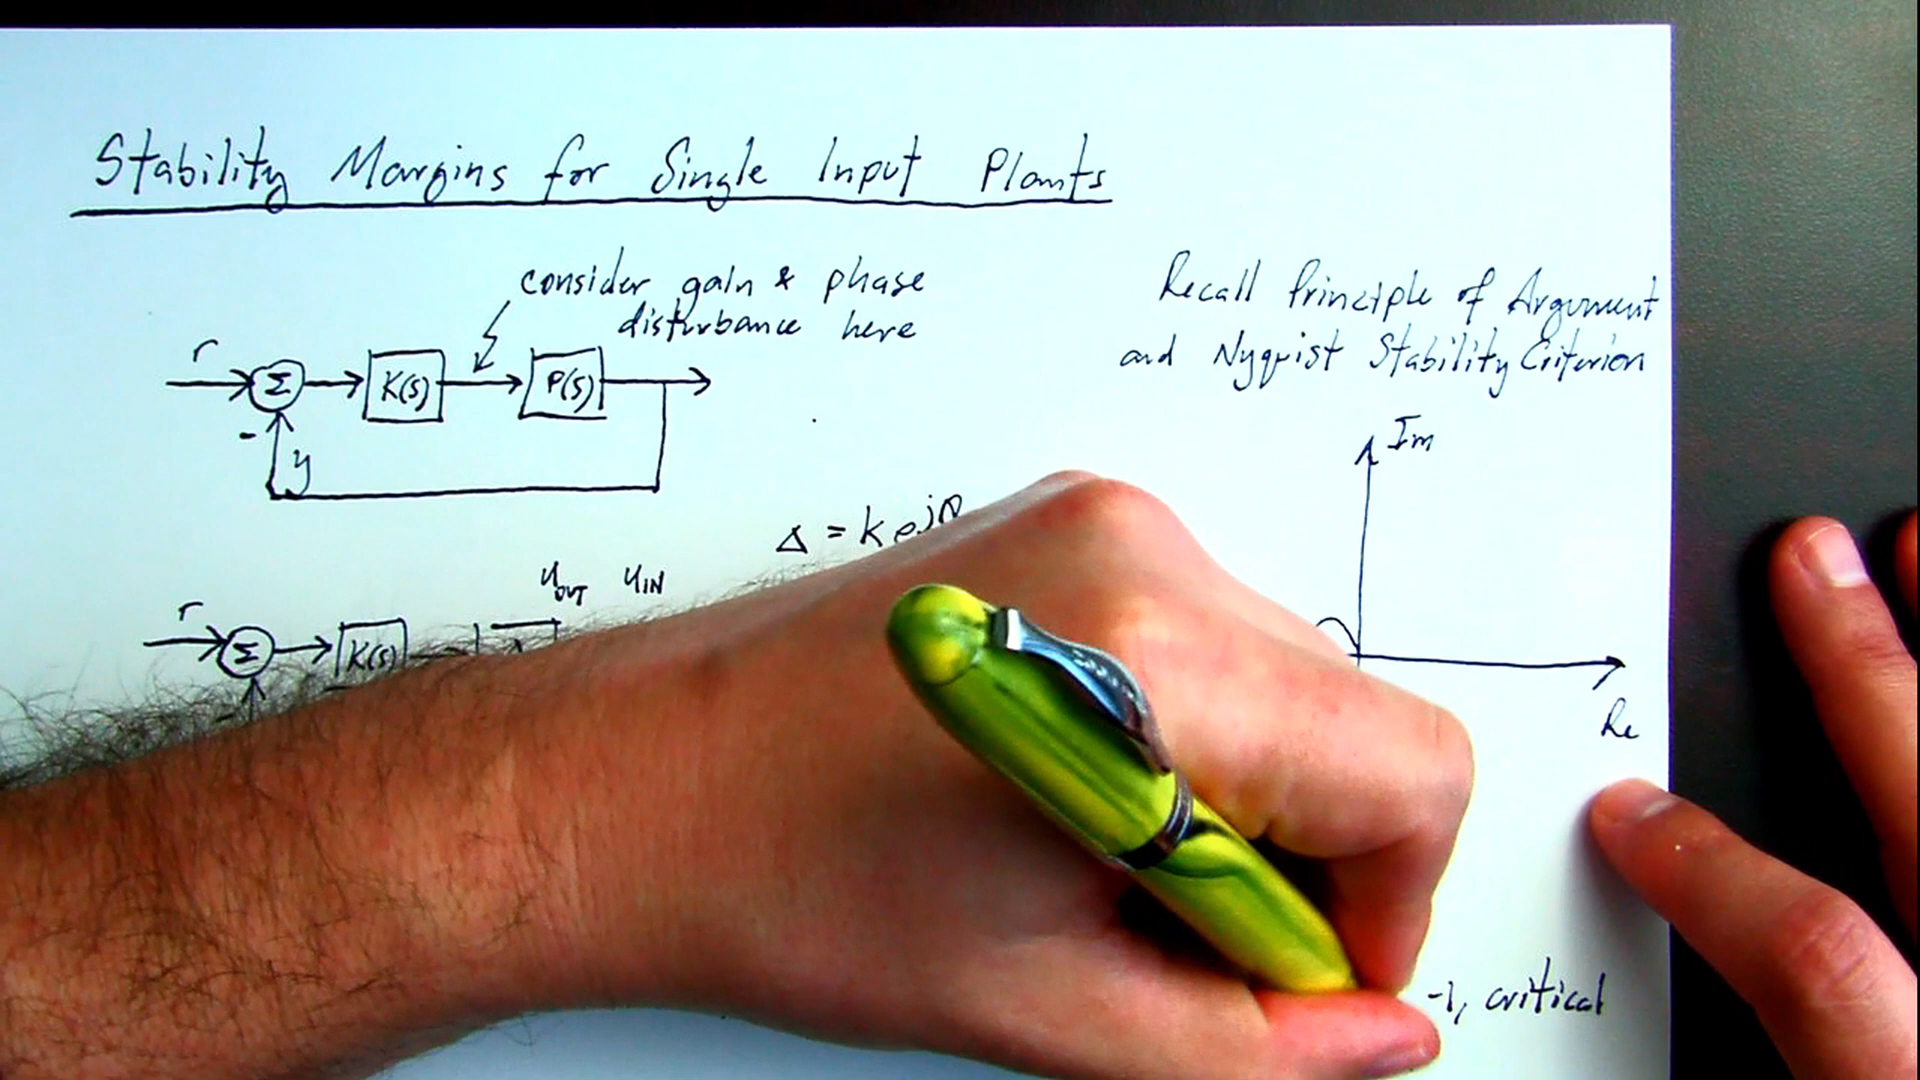 Stability Margins for Single Input Plants
consider gain & phase
disturbance here
r
Σ
K(s)
P(s)
-
y
Recall Principle of Argument
and Nyquist Stability Criterion
Im
Re
Δ = k e^jθ
u_OUT u_IN
r
Σ
K(s)
-1, critical